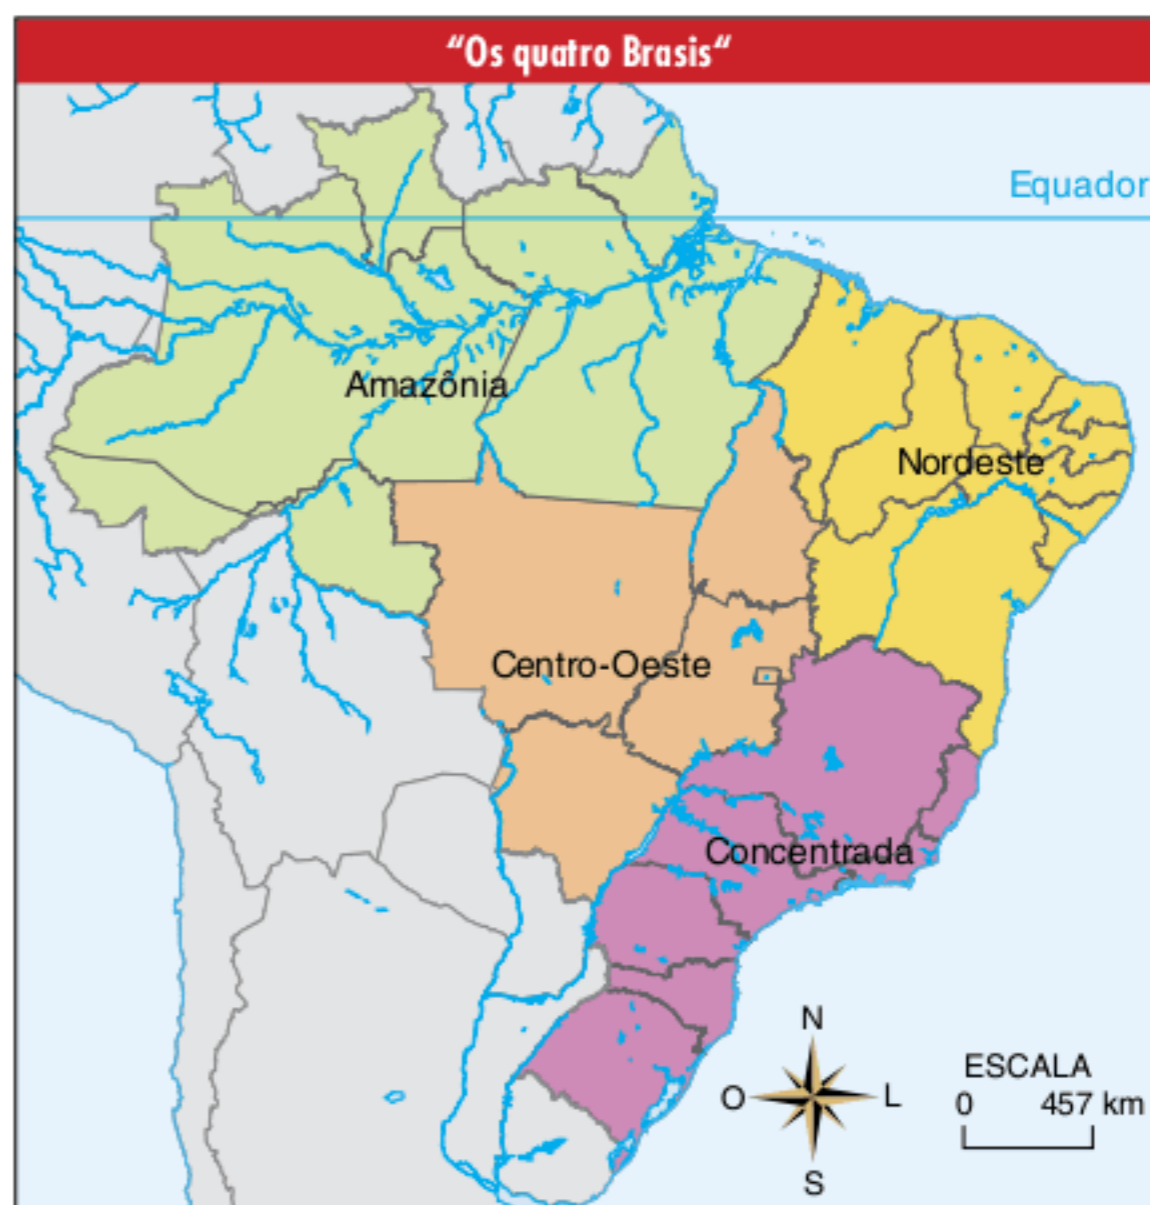 “Os quatro Brasis“
Equador
Amazônia
Nordeste
Centro-Oeste
Concentrada
N
O L
S
ESCALA
0 457 km